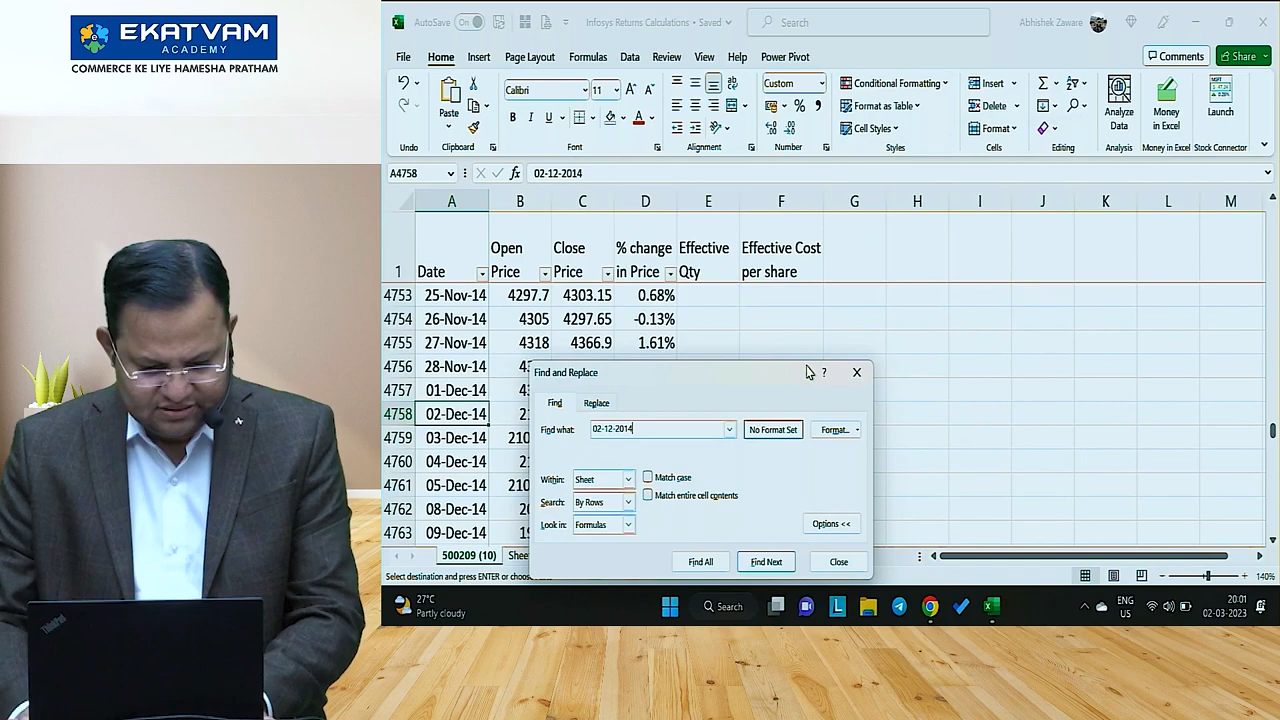 EKATVAM
ACADEMY
COMMERCE KE LIYE HAMESHA PRATHAM
AutoSave On
Infosys Returns Calculations • Saved
Search
Abhishek Zaware
File Home Insert Page Layout Formulas Data Review View Help Power Pivot
Comments Share
Paste
Calibri 11
Custom
Conditional Formatting
Format as Table
Cell Styles
Insert
Delete
Format
Analyze Data
Money in Excel
Launch
Undo Clipboard Font Alignment Number Styles Cells Editing Analysis Money in Excel Stock Connector
A4758 fx 02-12-2014
A B C D E F G H I J K L M
1 Date Open Price Close Price % change in Price Effective Qty Effective Cost per share
4753 25-Nov-14 4297.7 4303.15 0.68%
4754 26-Nov-14 4305 4297.65 -0.13%
4755 27-Nov-14 4318 4366.9 1.61%
4756 28-Nov-14
4757 01-Dec-14
4758 02-Dec-14
4759 03-Dec-14
4760 04-Dec-14
4761 05-Dec-14
4762 08-Dec-14
4763 09-Dec-14
Find and Replace ?
Find Replace
Find what: 02-12-2014 No Format Set Format...
Within: Sheet Match case
Search: By Rows Match entire cell contents
Look in: Formulas
Options <<
Find All Find Next Close
500209 (10)
Select destination and press ENTER or choose
140%
27°C
Partly cloudy
Search
L
ENG
US
20:01
02-03-2023
ThinkPad